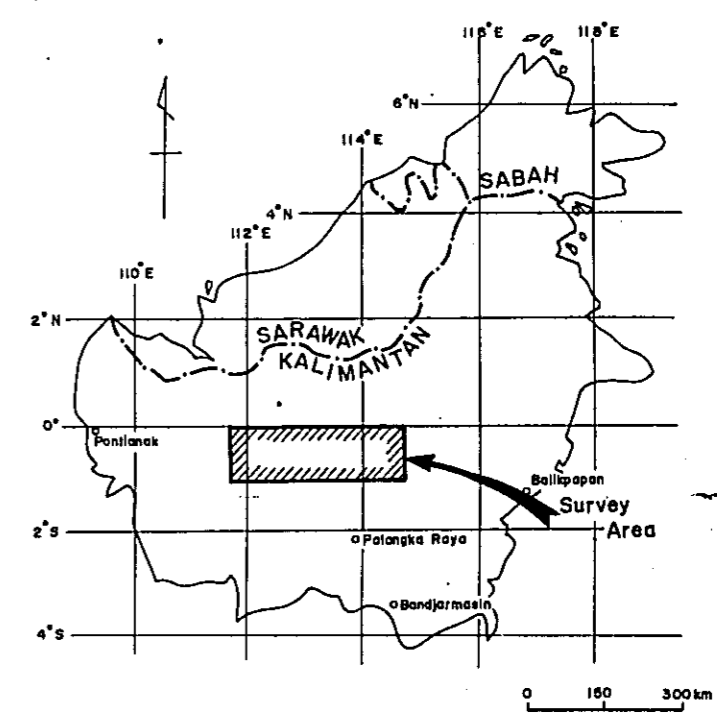 116°E 118°E
6°N
114°E
SABAH
4°N
112°E
110°E
2°N
SARAWAK
KALIMANTAN
0°
Pontianak
Balikpapan
Survey
Area
2°S
Palangka Raya
Bandjarmasin
4°S
0 150 300km